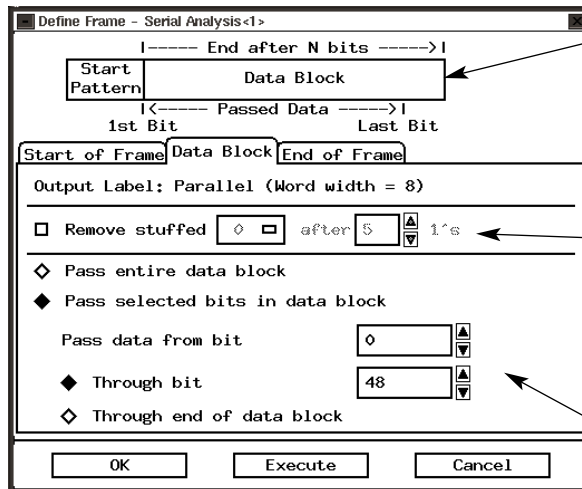 Define Frame - Serial Analysis<1>
|----- End after N bits ----->|
Start Pattern
Data Block
|<----- Passed Data ----->|
1st Bit Last Bit
Start of Frame Data Block End of Frame
Output Label: Parallel (Word width = 8)
Remove stuffed 0 after 5 1's
Pass entire data block
Pass selected bits in data block
Pass data from bit 0
Through bit 48
Through end of data block
OK Execute Cancel